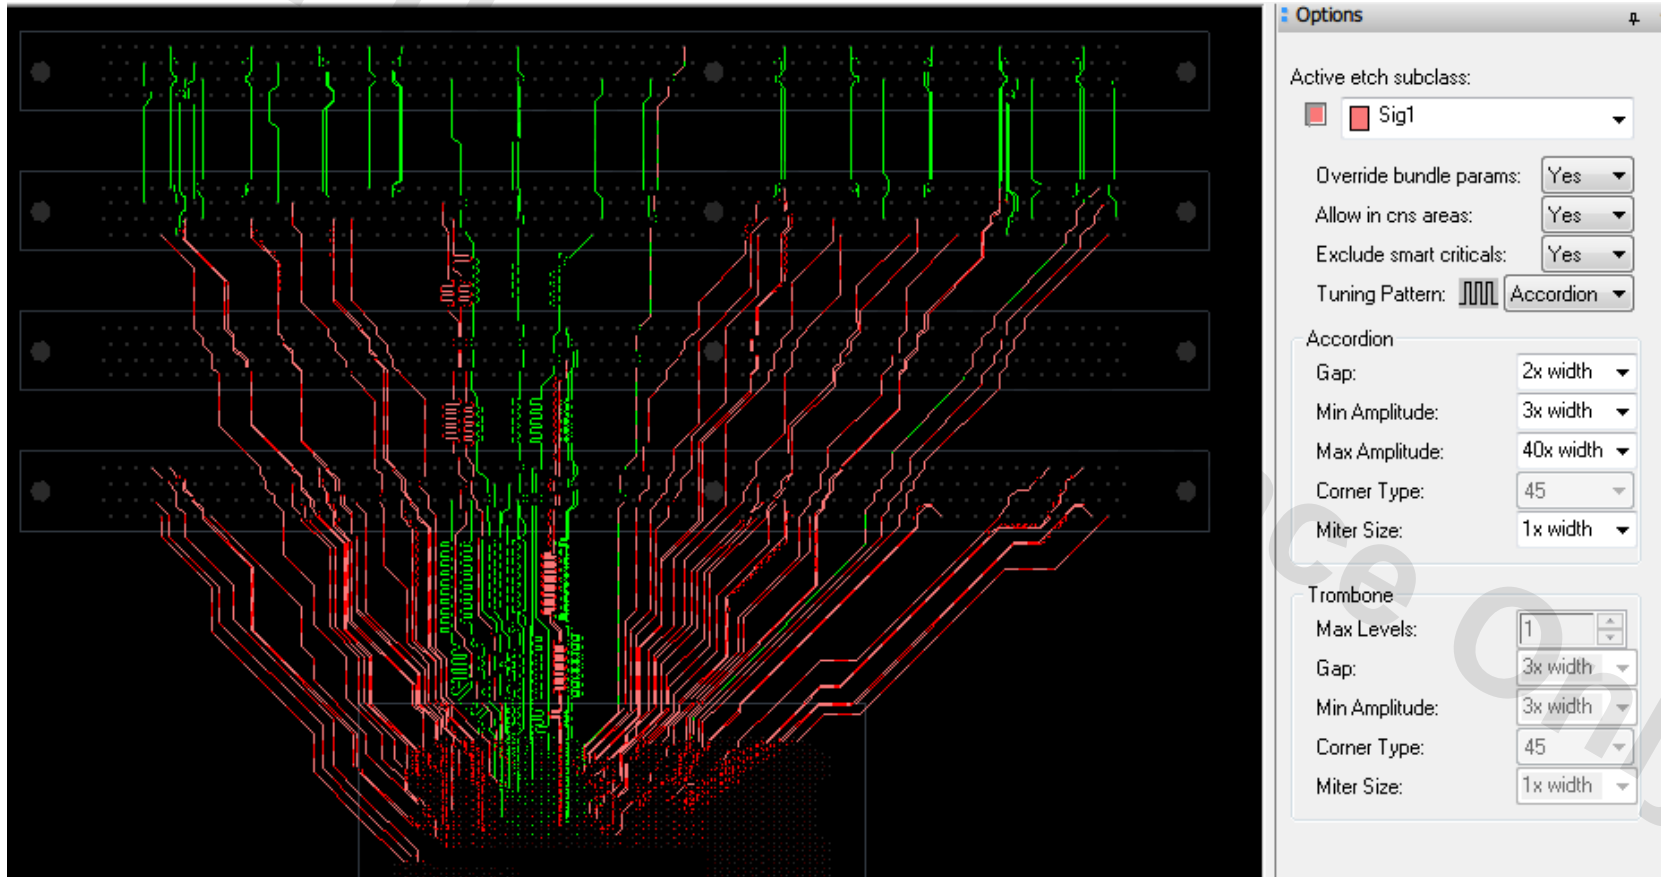 Options
Active etch subclass:
Sig1
Override bundle params: Yes
Allow in cns areas: Yes
Exclude smart criticals: Yes
Tuning Pattern: Accordion
Accordion
Gap: 2x width
Min Amplitude: 3x width
Max Amplitude: 40x width
Corner Type: 45
Miter Size: 1x width
Trombone
Max Levels: 1
Gap: 3x width
Min Amplitude: 3x width
Corner Type: 45
Miter Size: 1x width
Only